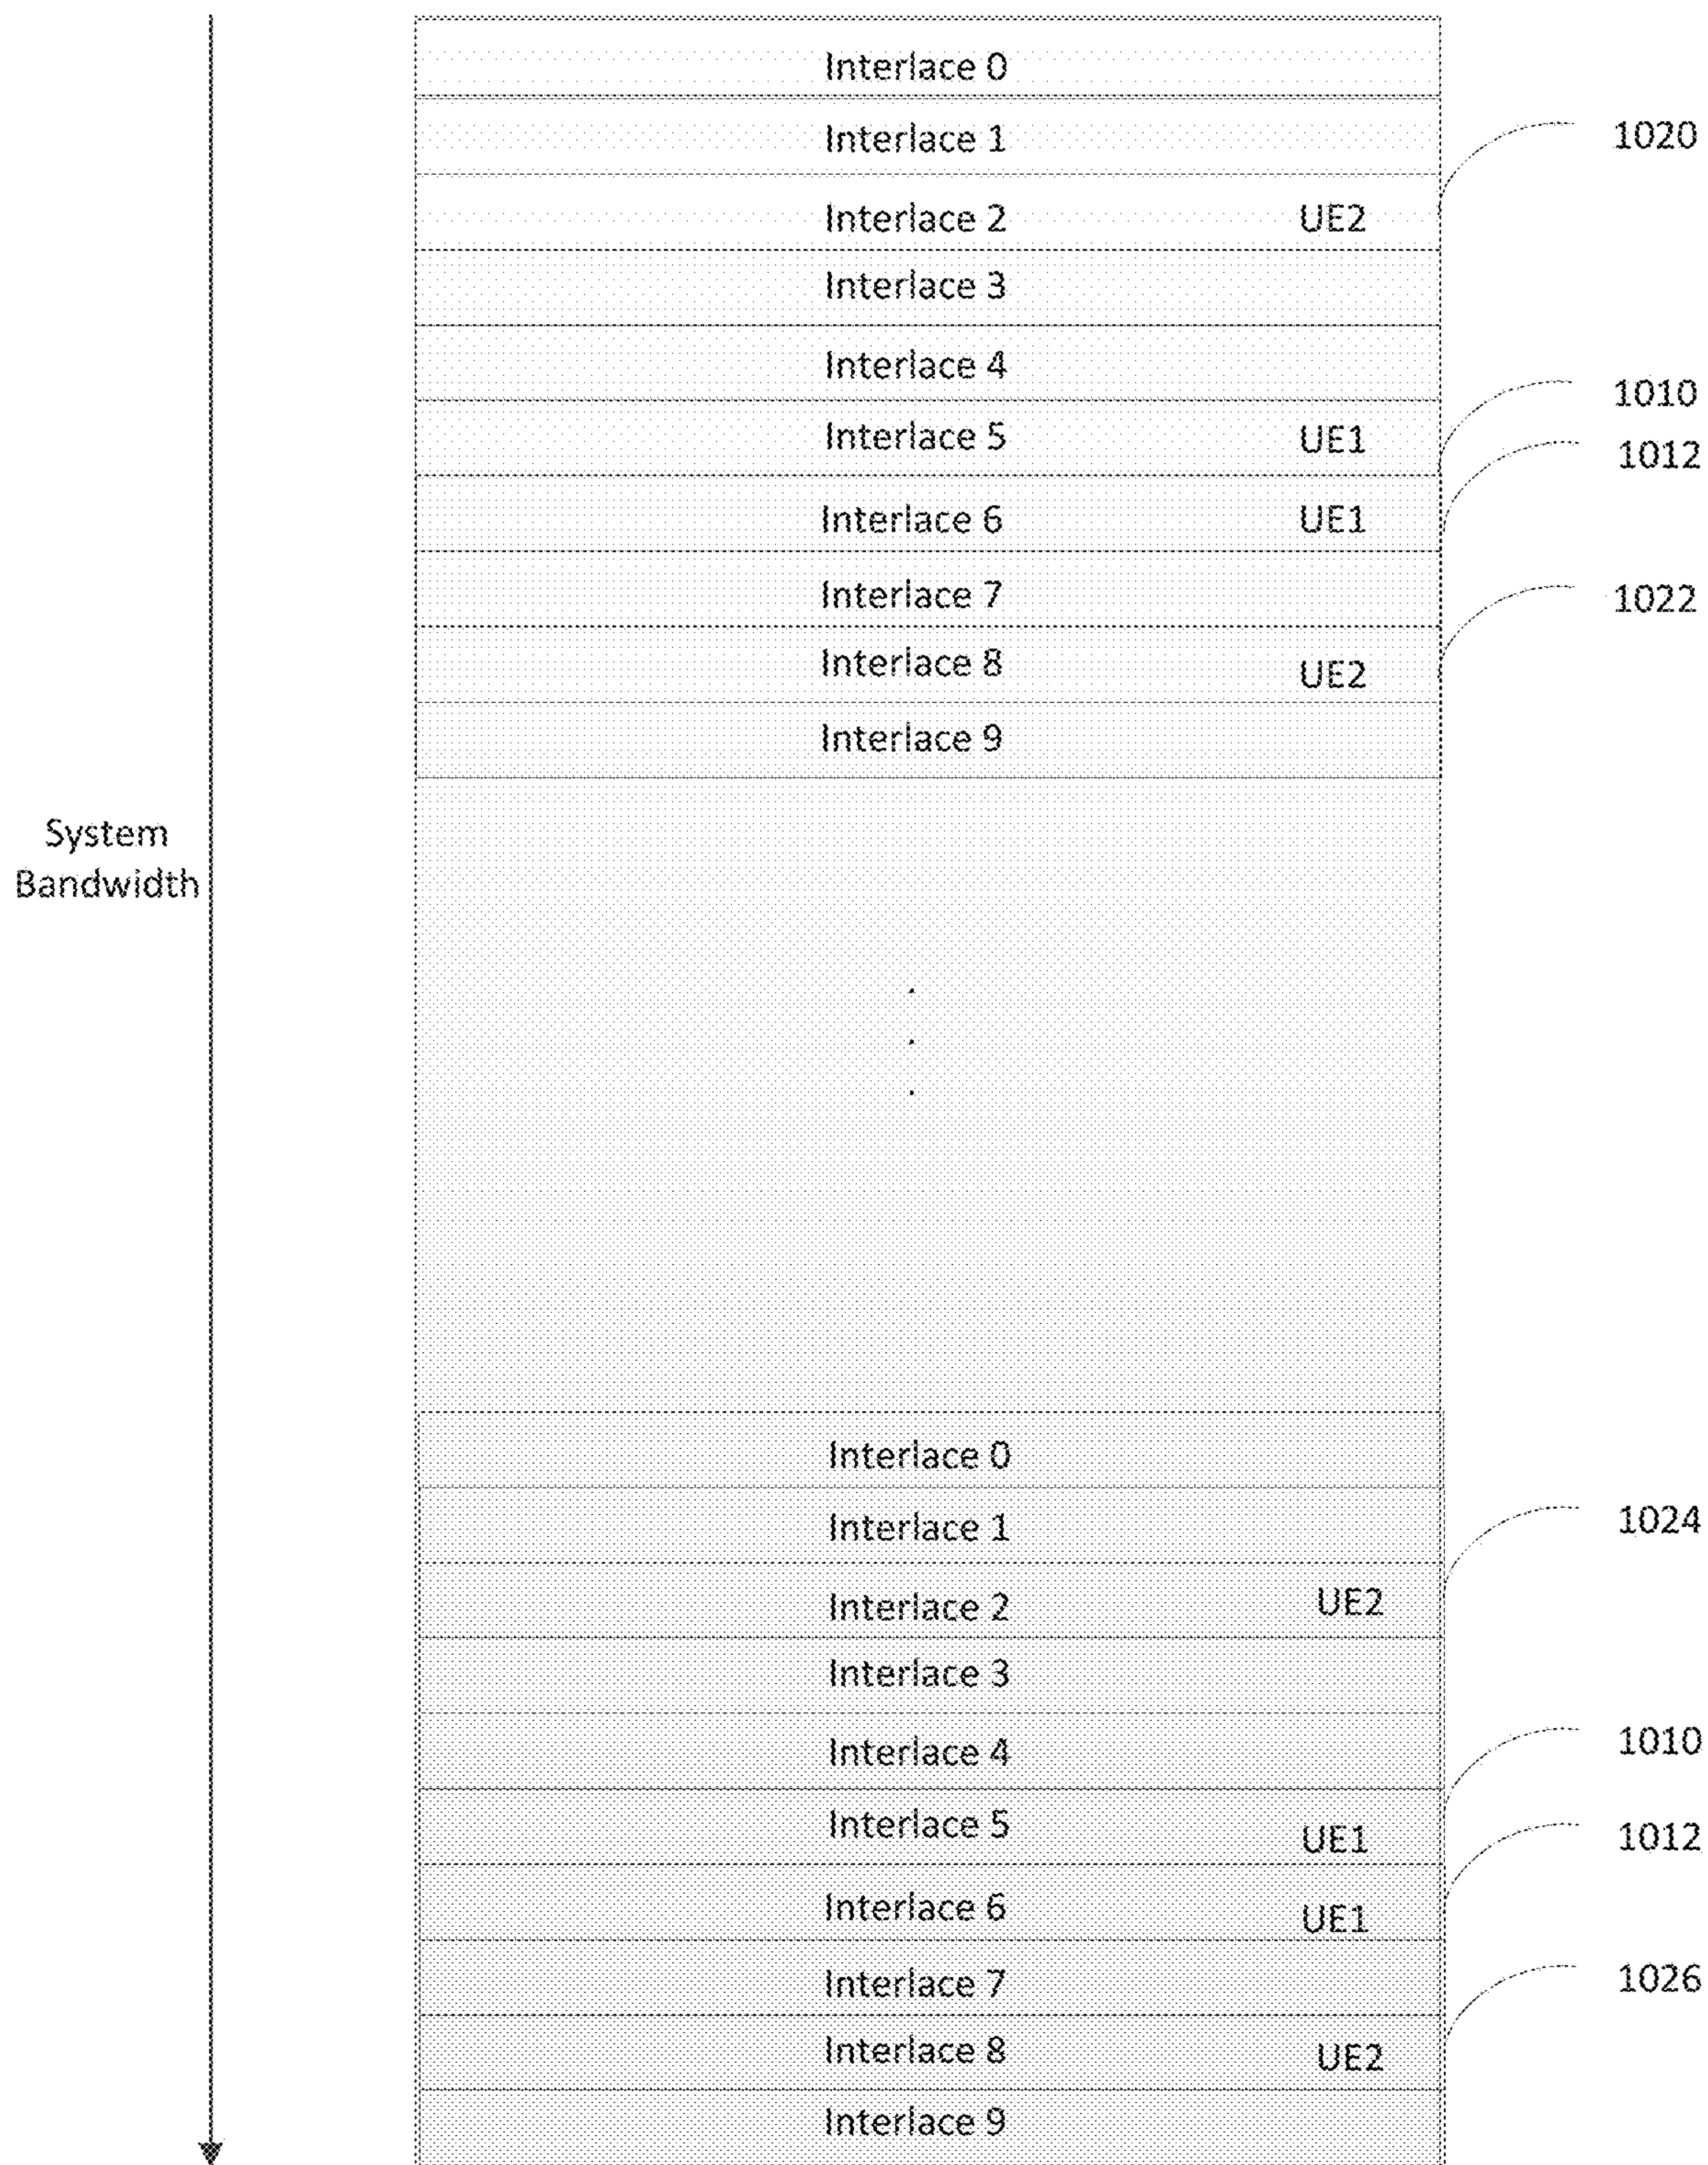 Interlace 0
Interlace 1
1020
Interlace 2 UE2
Interlace 3
Interlace 4
1010
Interlace 5 UE1
1012
Interlace 6 UE1
Interlace 7
1022
Interlace 8 UE2
Interlace 9
System
Bandwidth
Interlace 0
1024
Interlace 1
Interlace 2 UE2
Interlace 3
1010
Interlace 4
Interlace 5 UE1
1012
Interlace 6 UE1
1026
Interlace 7
Interlace 8 UE2
Interlace 9